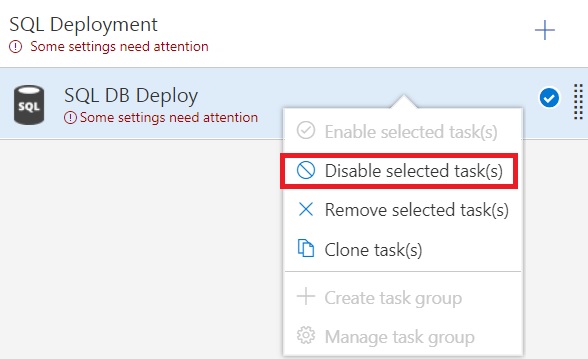 SQL Deployment
Some settings need attention
SQL
SQL DB Deploy
Some settings need attention
Enable selected task(s)
Disable selected task(s)
Remove selected task(s)
Clone task(s)
Create task group
Manage task group